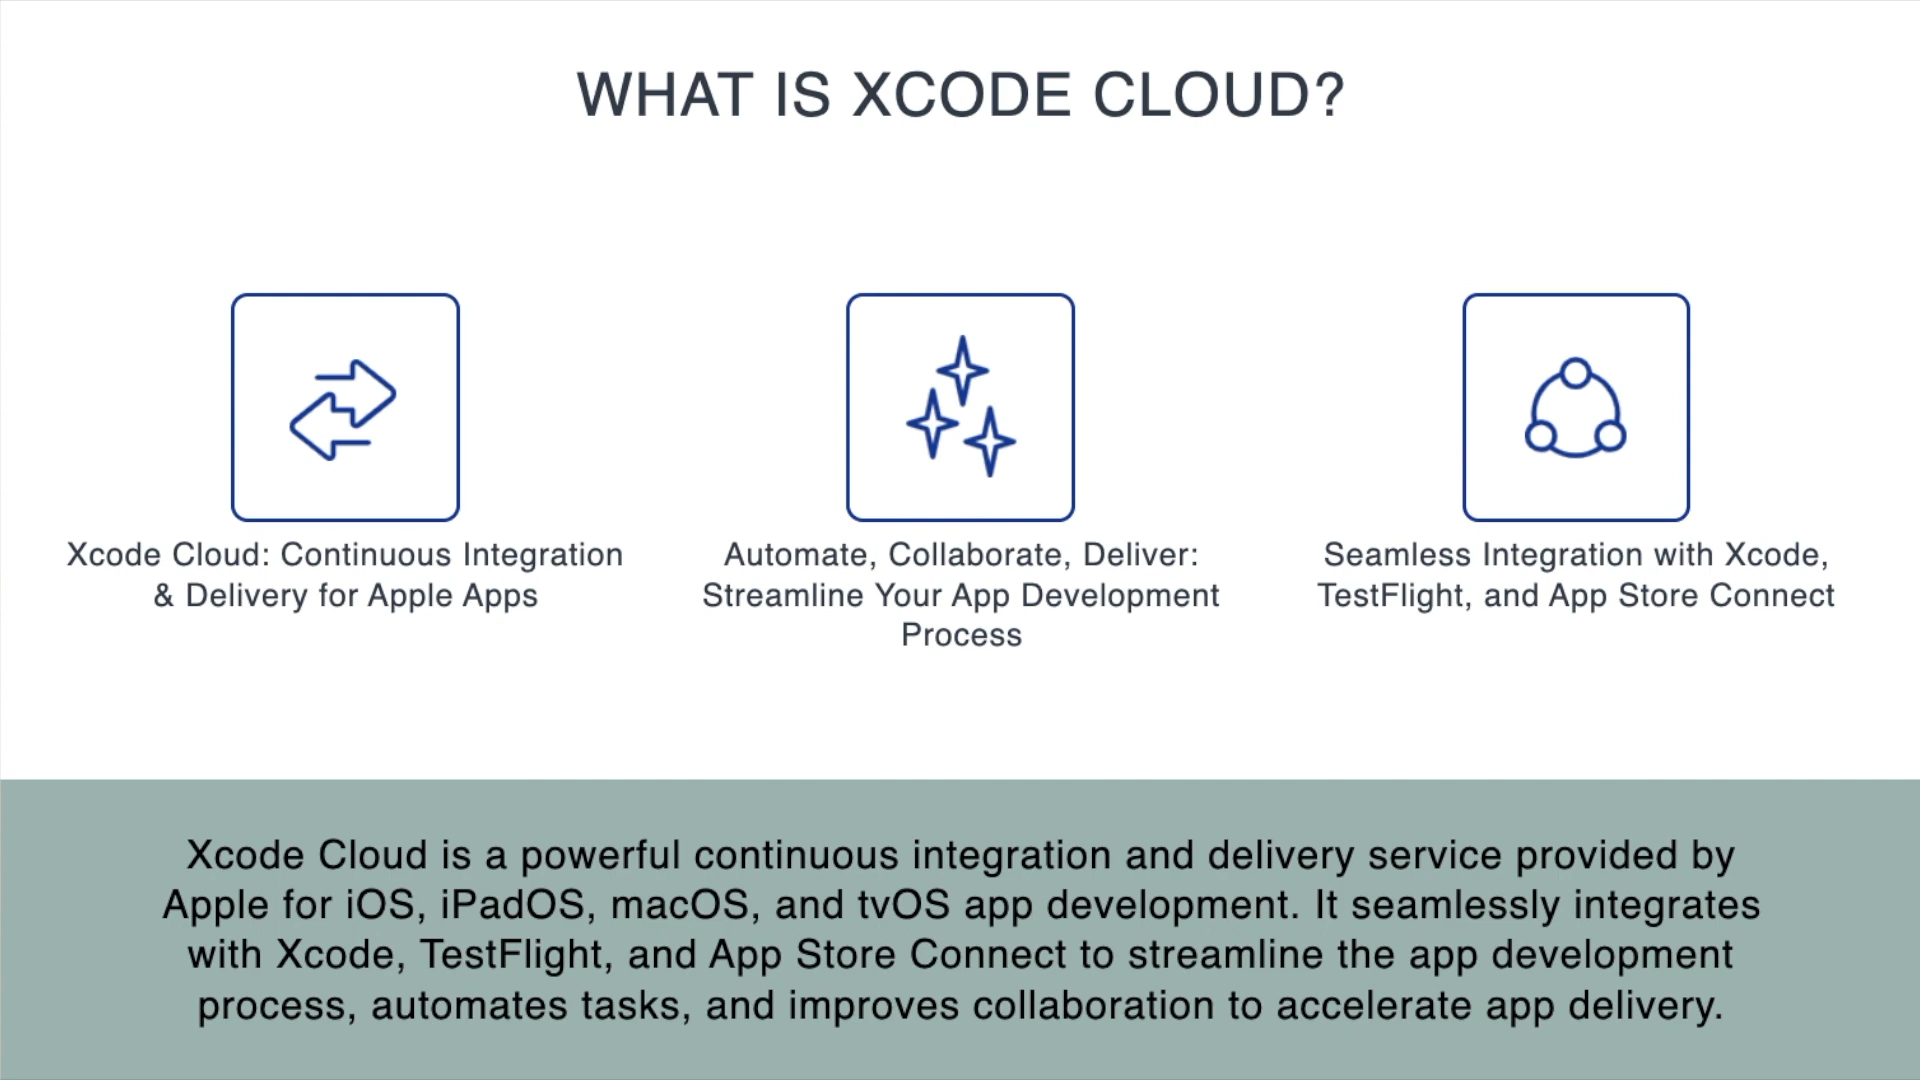 WHAT IS XCODE CLOUD?
Xcode Cloud: Continuous Integration
& Delivery for Apple Apps
Automate, Collaborate, Deliver:
Streamline Your App Development
Process
Seamless Integration with Xcode,
TestFlight, and App Store Connect
Xcode Cloud is a powerful continuous integration and delivery service provided by
Apple for iOS, iPadOS, macOS, and tvOS app development. It seamlessly integrates
with Xcode, TestFlight, and App Store Connect to streamline the app development
process, automates tasks, and improves collaboration to accelerate app delivery.